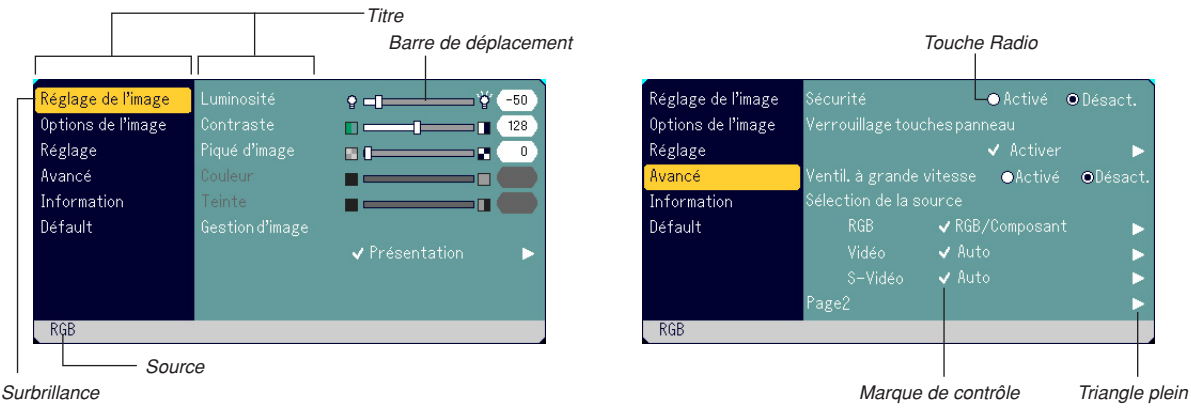 Titre
Barre de déplacement
Touche Radio
Réglage de l'image Luminosité -50
Options de l'image Contraste 128
Réglage Piqué d'image 0
Avancé Couleur
Information Teinte
Défault Gestion d'image
Présentation
RGB
Source
Surbrillance
Réglage de l'image Sécurité Activé Désact.
Options de l'image Verrouillage touches panneau
Réglage Activer
Avancé Ventil. à grande vitesse Activé Désact.
Information Sélection de la source
Défault RGB RGB/Composant
Vidéo Auto
S-Vidéo Auto
Page2
RGB
Marque de contrôle
Triangle plein